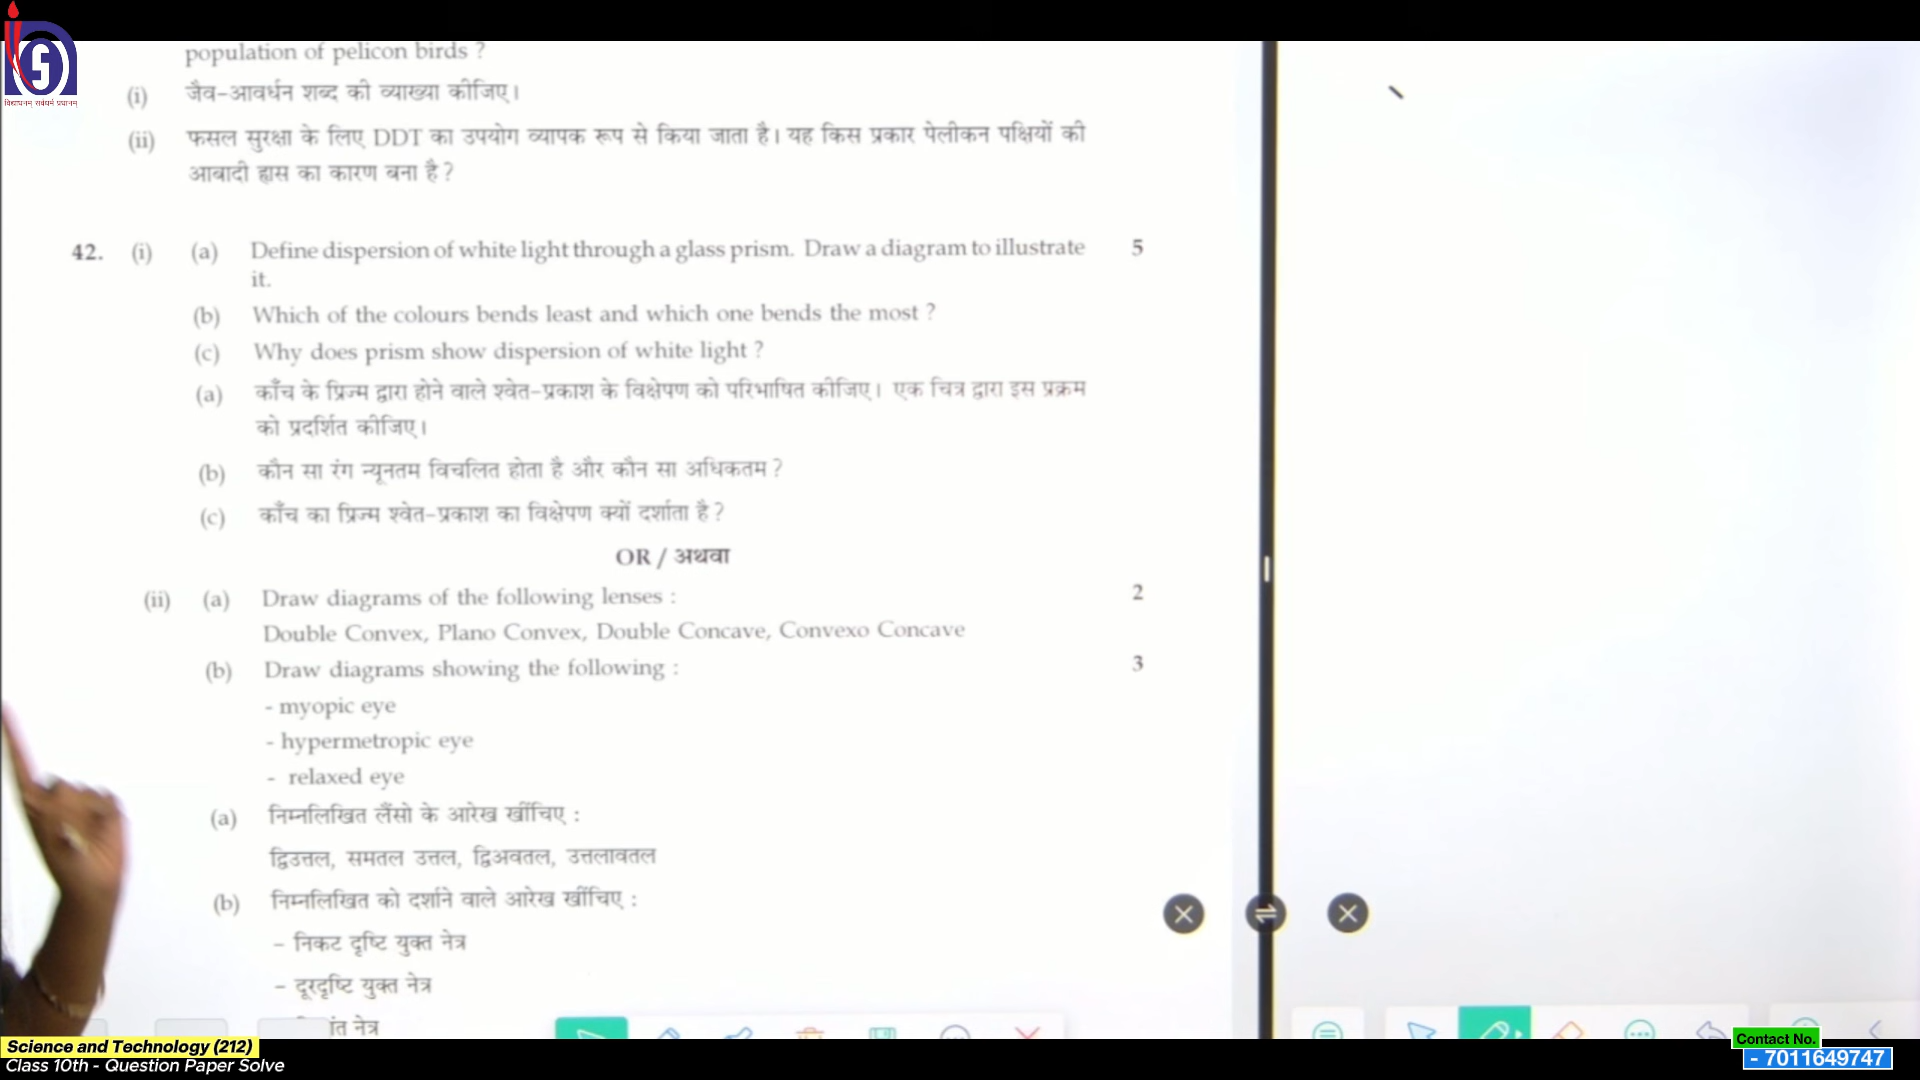 विद्याधनम् सर्वधर्म प्रधानम्
population of pelicon birds ?
(i) जैव-आवर्धन शब्द की व्याख्या कीजिए।
(ii) फसल सुरक्षा के लिए DDT का उपयोग व्यापक रूप से किया जाता है। यह किस प्रकार पेलीकन पक्षियों की
आबादी ह्रास का कारण बना है ?
42. (i) (a) Define dispersion of white light through a glass prism. Draw a diagram to illustrate 5
it.
(b) Which of the colours bends least and which one bends the most ?
(c) Why does prism show dispersion of white light ?
(a) काँच के प्रिज्म द्वारा होने वाले श्वेत-प्रकाश के विक्षेपण को परिभाषित कीजिए। एक चित्र द्वारा इस प्रक्रम
को प्रदर्शित कीजिए।
(b) कौन सा रंग न्यूनतम विचलित होता है और कौन सा अधिकतम ?
(c) काँच का प्रिज्म श्वेत-प्रकाश का विक्षेपण क्यों दर्शाता है ?
OR / अथवा
(ii) (a) Draw diagrams of the following lenses : 2
Double Convex, Plano Convex, Double Concave, Convexo Concave
(b) Draw diagrams showing the following : 3
- myopic eye
- hypermetropic eye
- relaxed eye
(a) निम्नलिखित लैंसो के आरेख खींचिए :
द्विउत्तल, समतल उत्तल, द्विअवतल, उत्तलावतल
(b) निम्नलिखित को दर्शाने वाले आरेख खींचिए :
- निकट दृष्टि युक्त नेत्र
- दूरदृष्टि युक्त नेत्र
नेत्र
Science and Technology (212)
Class 10th - Question Paper Solve
Contact No.
- 7011649747